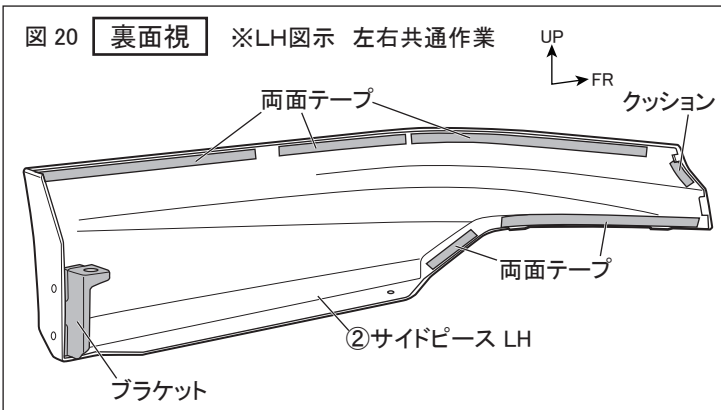 図 20 裏面視 ※LH図示 左右共通作業
UP
FR
両面テープ
クッション
両面テープ
②サイドピース LH
ブラケット